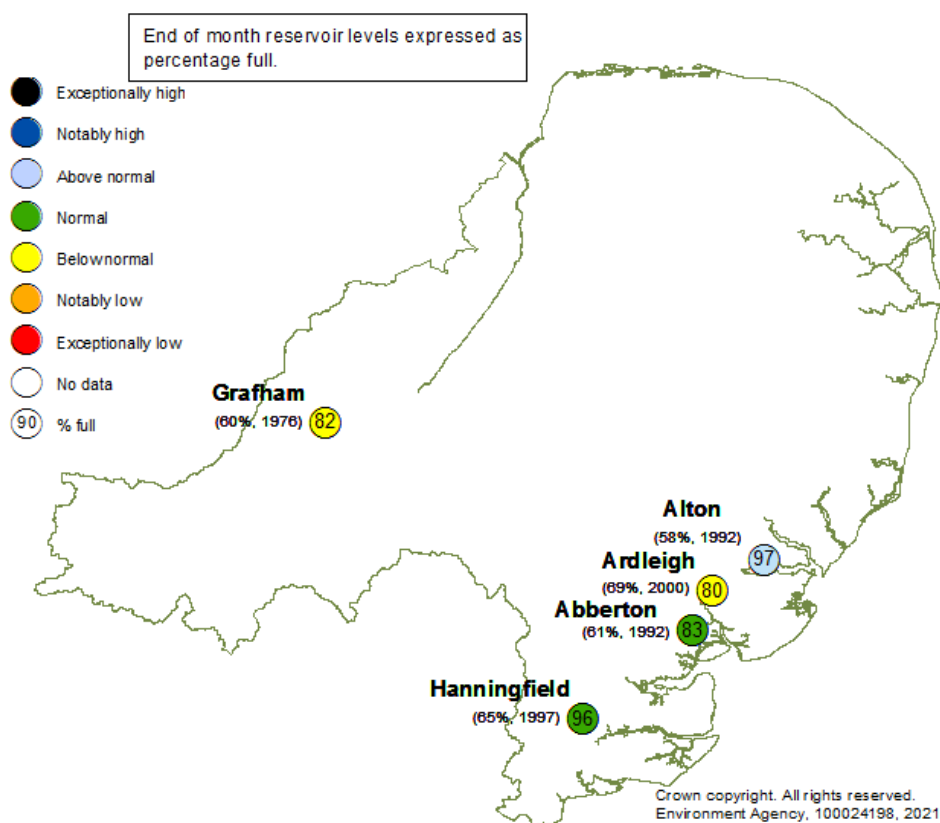 End of month reservoir levels expressed as
percentage full.
Exceptionally high
Notably high
Above normal
Normal
Below normal
Notably low
Exceptionally low
No data
90 % full
Grafham
(60%, 1976) 82
Alton
(58%, 1992) 97
Ardleigh
(69%, 2000) 80
Abberton
(61%, 1992) 83
Hanningfield
(65%, 1997) 96
Crown copyright. All rights reserved.
Environment Agency, 100024198, 2021